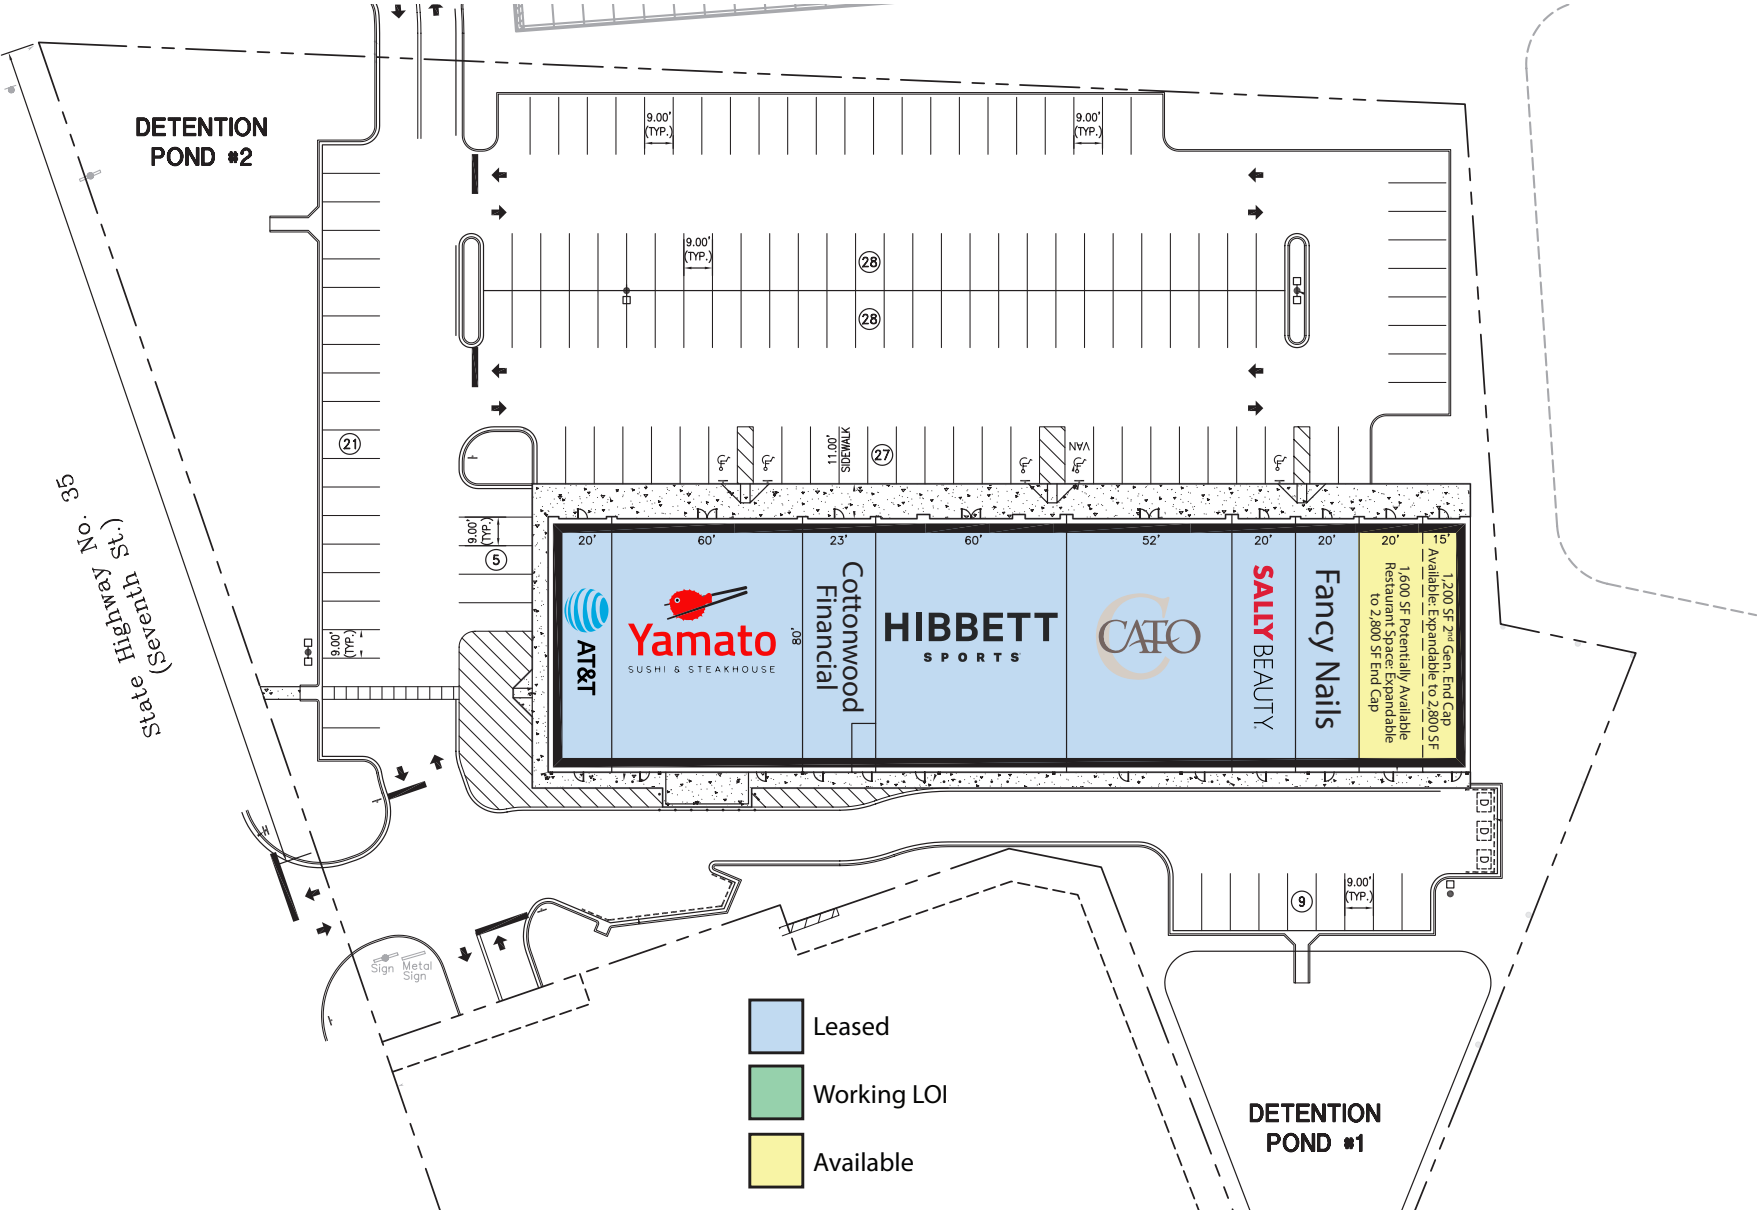 DETENTION
POND #2
9.00'
(TYP.)
9.00'
(TYP.)
9.00'
(TYP.)
28
28
21
27
11.00'
SIDEWALK
VAN
State Highway No. 35
(Seventh St.)
9.00'
(TYP.)
5
9.00'
(TYP.)
20'
60'
23'
60'
52'
20'
20'
20'
15'
80'
AT&T
Yamato
SUSHI & STEAKHOUSE
Cottonwood
Financial
HIBBETT
SPORTS
C
CATO
SALLY BEAUTY.
Fancy Nails
1,600 SF Potentially Available
Restaurant Space: Expandable
to 2,800 SF End Cap
1,200 SF 2nd Gen. End Cap
Available: Expandable to 2,800 SF
D
D
D
9.00'
(TYP.)
9
Sign
Metal
Sign
Leased
Working LOI
Available
DETENTION
POND #1